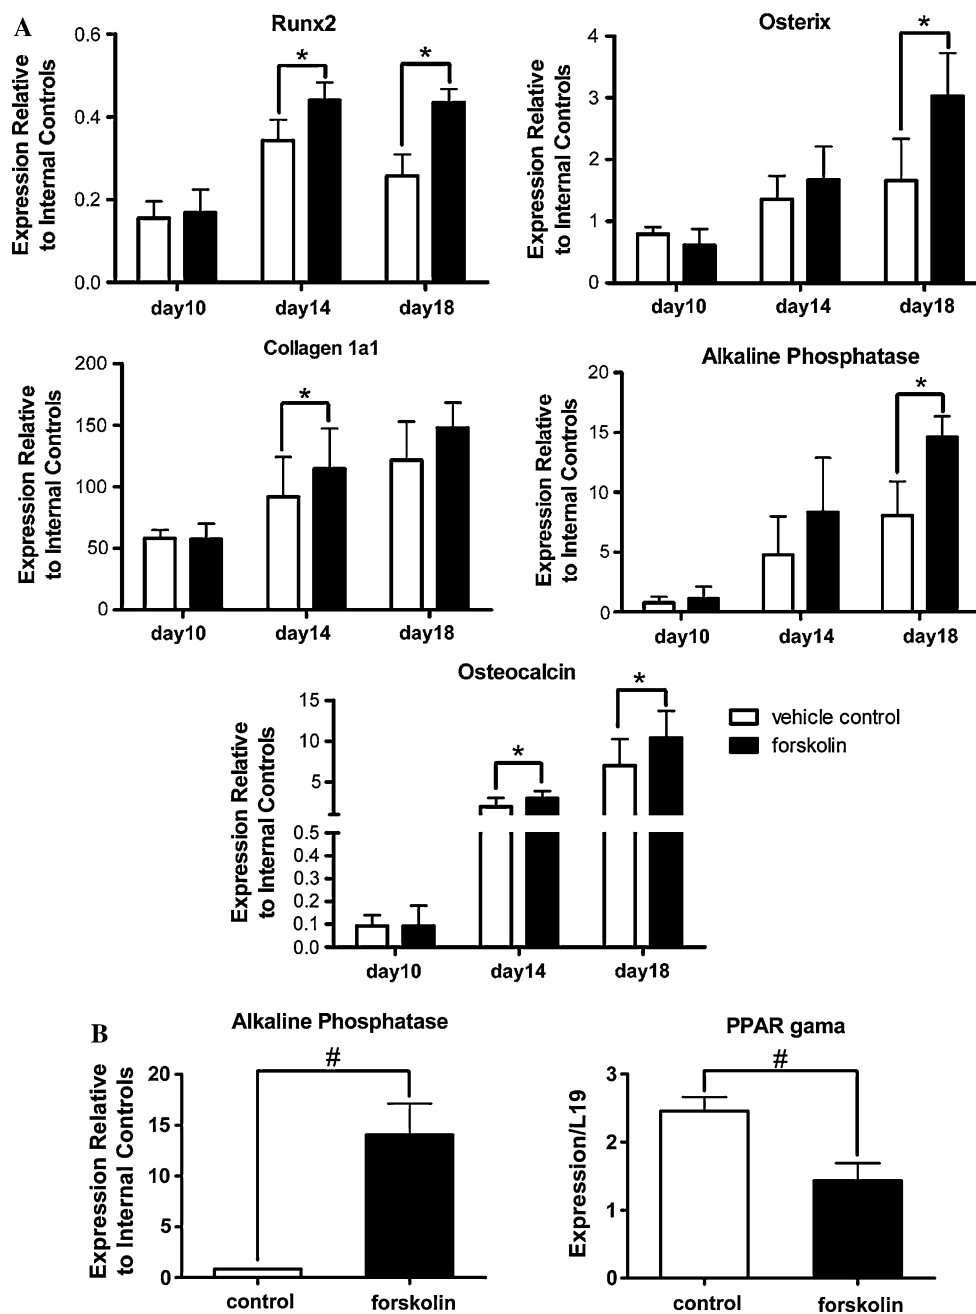 A
Runx2
Expression Relative
to Internal Controls
0.6
0.4
0.2
0.0
*
*
day10
day14
day18
Osterix
Expression Relative
to Internal Controls
4
3
2
1
0
*
day10
day14
day18
Collagen 1a1
Expression Relative
to Internal Controls
200
150
100
50
0
*
day10
day14
day18
Alkaline Phosphatase
Expression Relative
to Internal Controls
20
15
10
5
0
*
day10
day14
day18
Osteocalcin
Expression Relative
to Internal Controls
15
10
5
0.5
0.4
0.3
0.2
0.1
0.0
*
*
day10
day14
day18
vehicle control
forskolin
B
Alkaline Phosphatase
Expression Relative
to Internal Controls
20
15
10
5
0
#
control
forskolin
PPAR gama
Expression/L19
3
2
1
0
#
control
forskolin